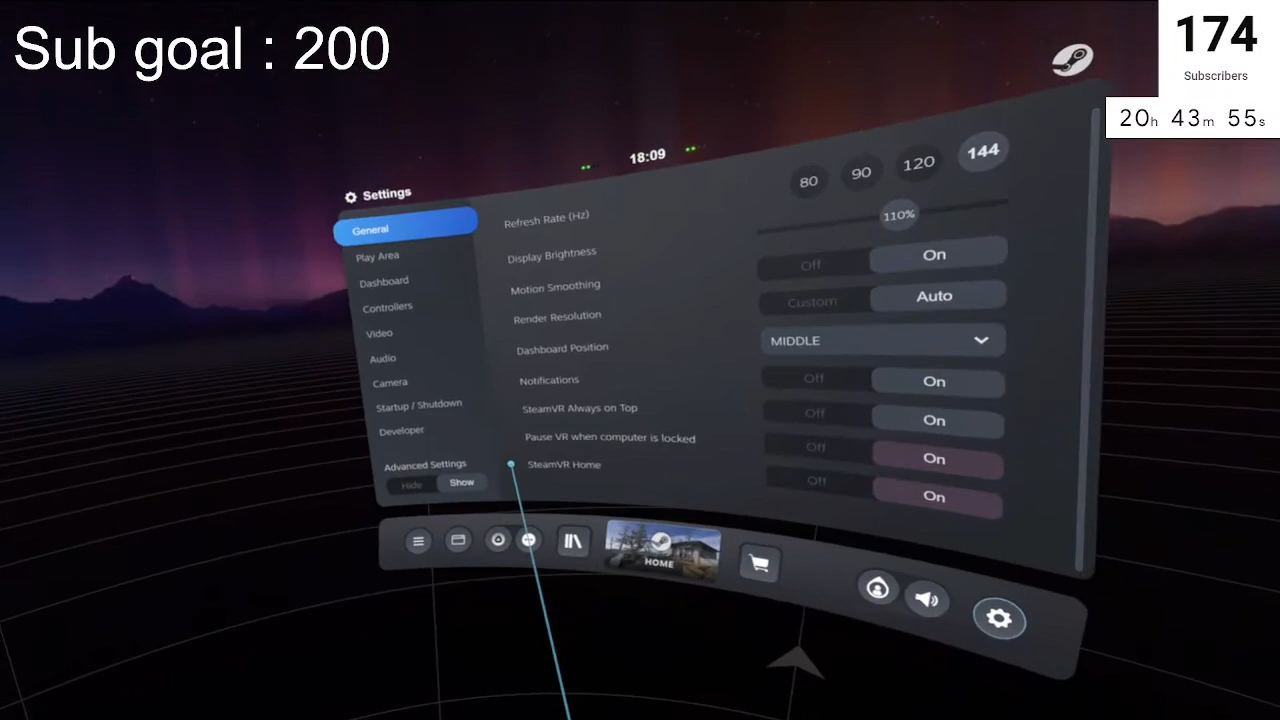 Sub goal : 200
174
Subscribers
20h 43m 55s
18:09
Settings
General
Play Area
Dashboard
Controllers
Video
Audio
Camera
Startup / Shutdown
Developer
Advanced Settings
Hide Show
Refresh Rate (Hz) 80 90 120 144
Display Brightness 110%
Motion Smoothing Off On
Render Resolution Custom Auto
Dashboard Position MIDDLE
Notifications Off On
SteamVR Always on Top Off On
Pause VR when computer is locked Off On
SteamVR Home Off On
HOME